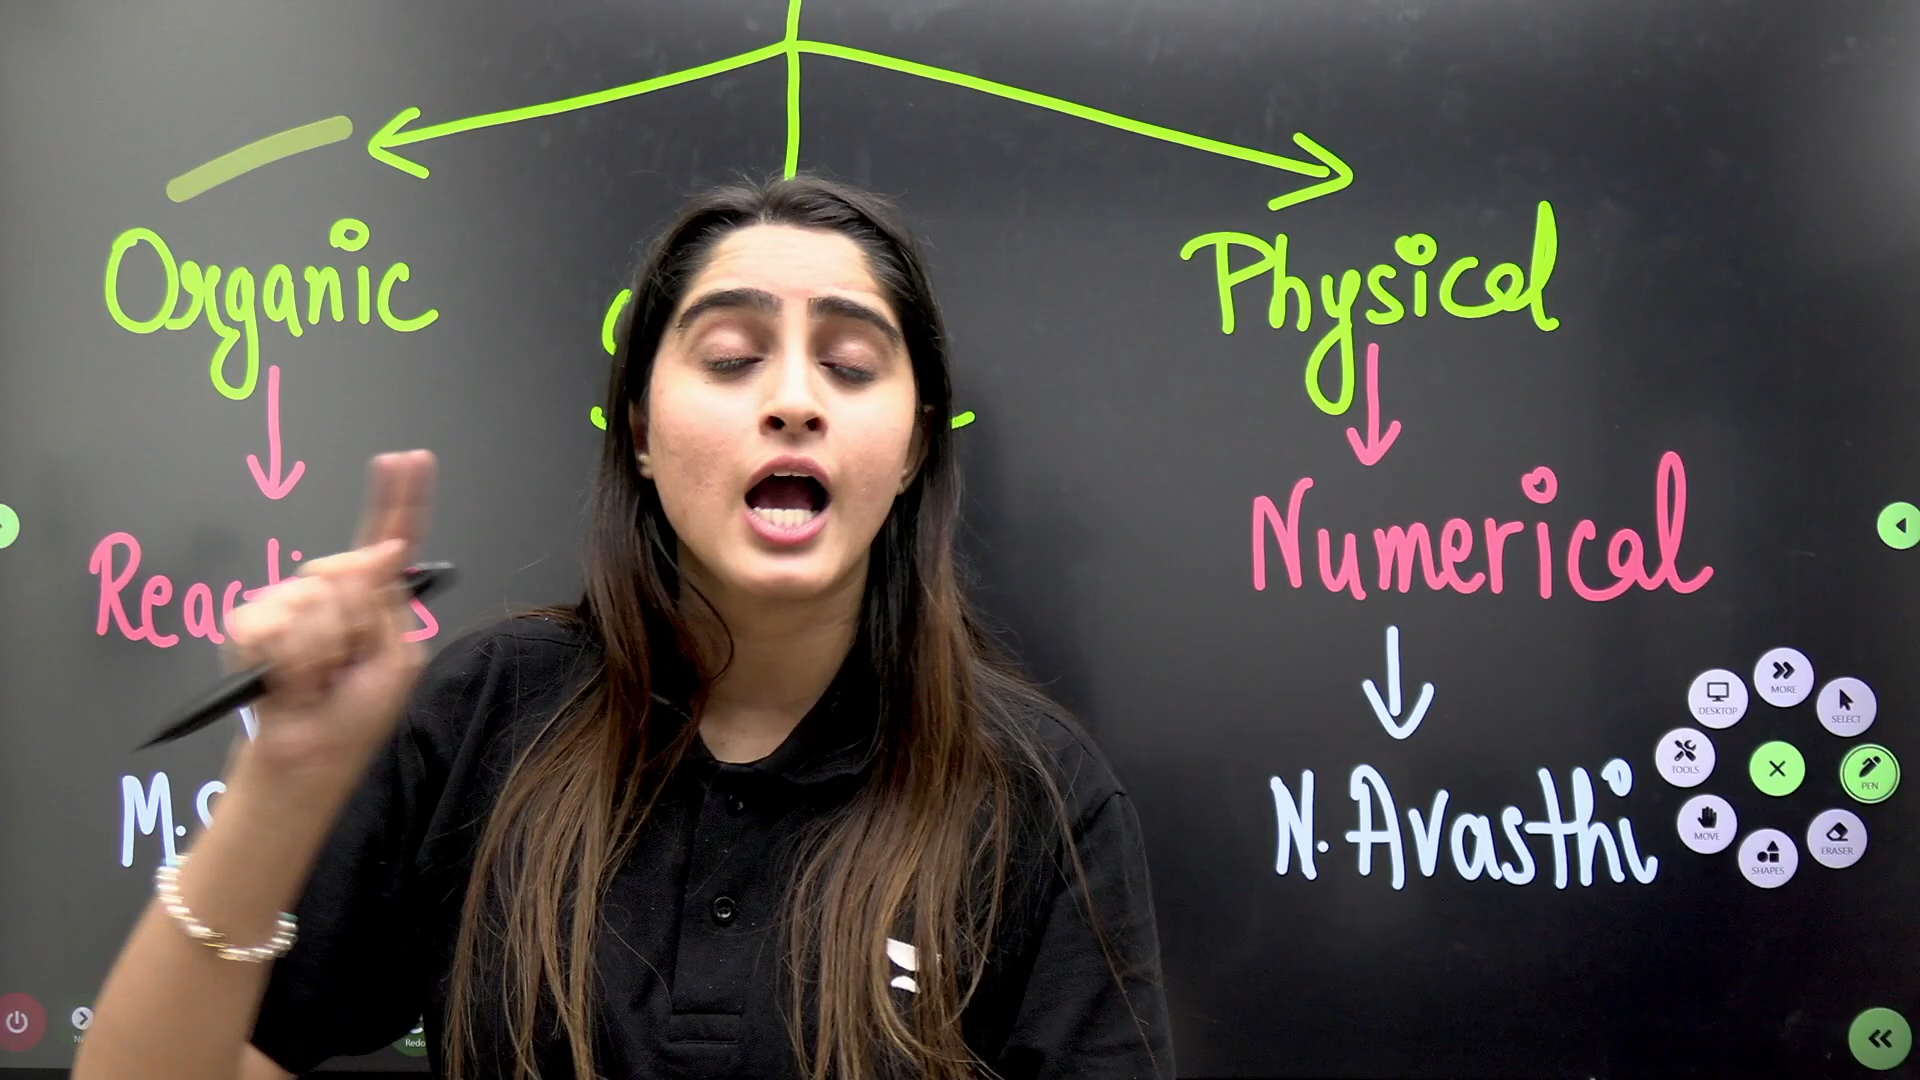 Organic
Physical
Numerical
N. Avasthi
MORE
DESKTOP
SELECT
TOOLS
PEN
MOVE
ERASER
SHAPES
Redo